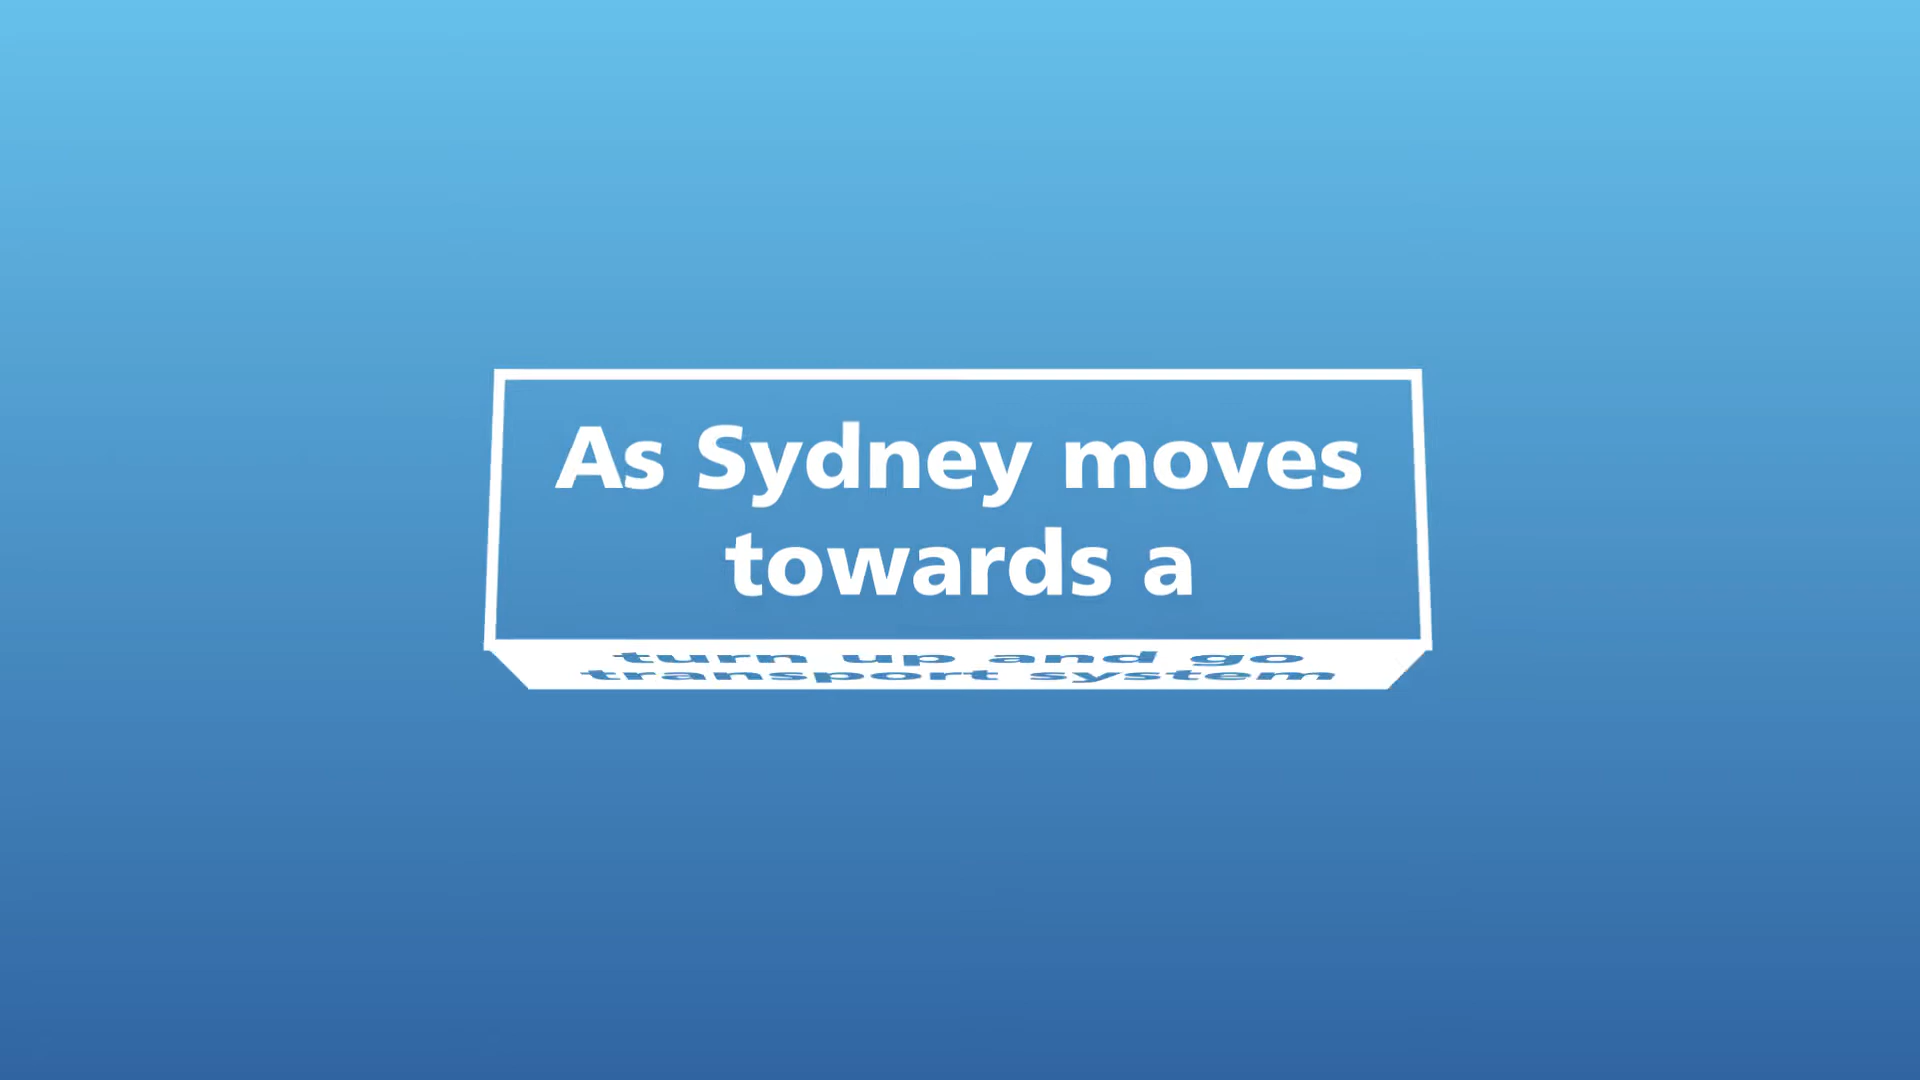 As Sydney moves
towards a
turn up and go
transport system